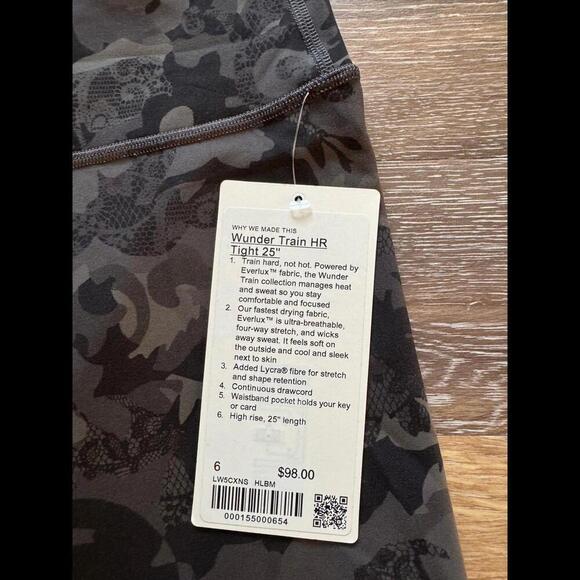 WHY WE MADE THIS
Wunder Train HR
Tight 25"
1. Train hard, not hot. Powered by
Everlux™ fabric, the Wunder
Train collection manages heat
and sweat so you stay
comfortable and focused
2. Our fastest drying fabric,
Everlux™ is ultra-breathable,
four-way stretch, and wicks
away sweat. It feels soft on
the outside and cool and sleek
next to skin
3. Added Lycra® fibre for stretch
and shape retention
4. Continuous drawcord
5. Waistband pocket holds your key
or card
6. High rise, 25" length
6 $98.00
LW5CXNS HLBM
000155000654